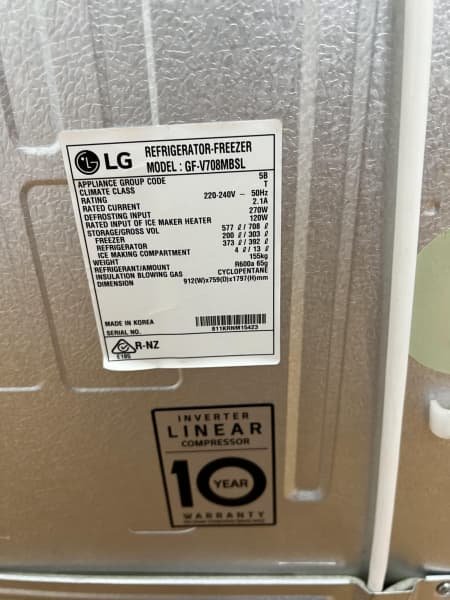 LG
REFRIGERATOR-FREEZER
MODEL : GF-V708MBSL
APPLIANCE GROUP CODE 5B
CLIMATE CLASS T
RATING 220-240V ~ 50Hz
RATED CURRENT 2.1A
DEFROSTING INPUT 270W
RATED INPUT OF ICE MAKER HEATER 120W
STORAGE/GROSS VOL 577 ℓ/ 708 ℓ
FREEZER 200 ℓ/ 303 ℓ
REFRIGERATOR 373 ℓ/ 392 ℓ
ICE MAKING COMPARTMENT 4 ℓ/ 13 ℓ
WEIGHT 155kg
REFRIGERANT/AMOUNT R600a 65g
INSULATION BLOWING GAS CYCLOPENTANE
DIMENSION 912(W)x759(D)x1797(H)mm
MADE IN KOREA
SERIAL NO. 811KRNM15423
R-NZ
E185
INVERTER
LINEAR
COMPRESSOR
10
YEAR
WARRANTY